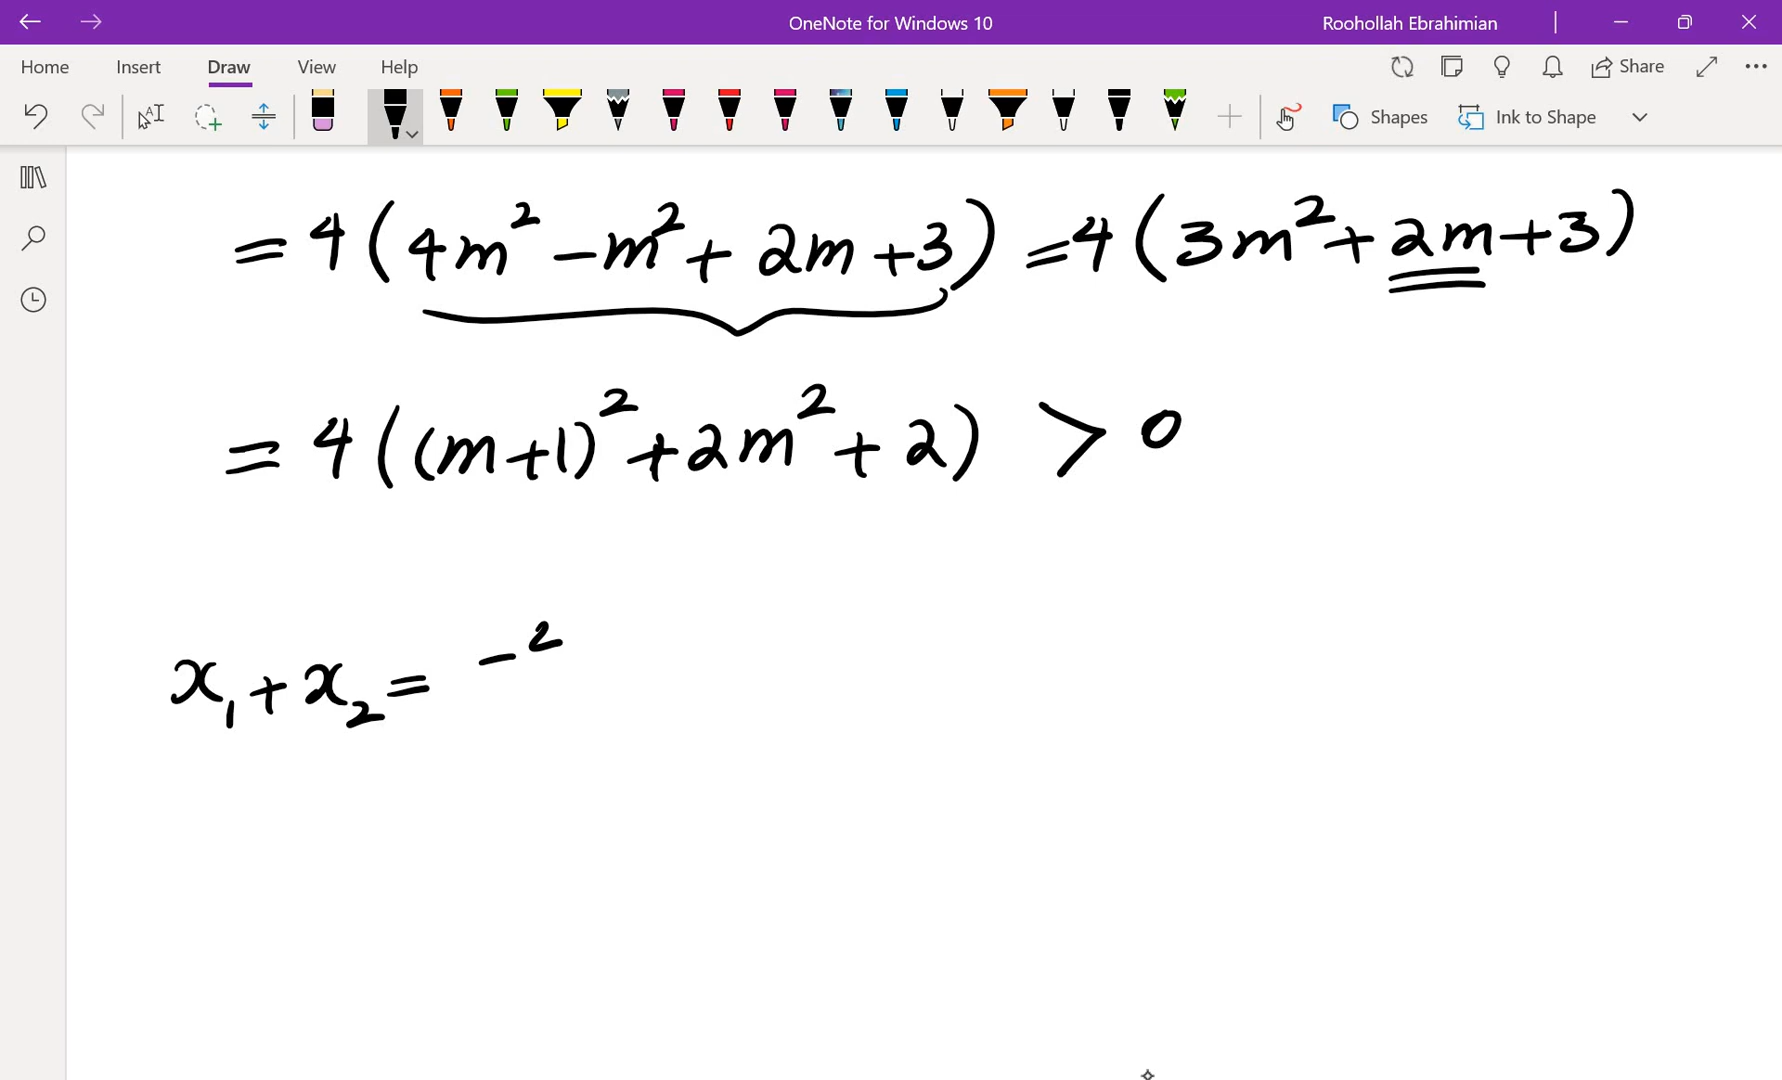 OneNote for Windows 10
Roohollah Ebrahimian
Home Insert Draw View Help
Share
Shapes Ink to Shape
= 4(4m² - m² + 2m + 3) = 4(3m² + 2m + 3)
= 4((m+1)² + 2m² + 2) > 0
x₁ + x₂ = -2